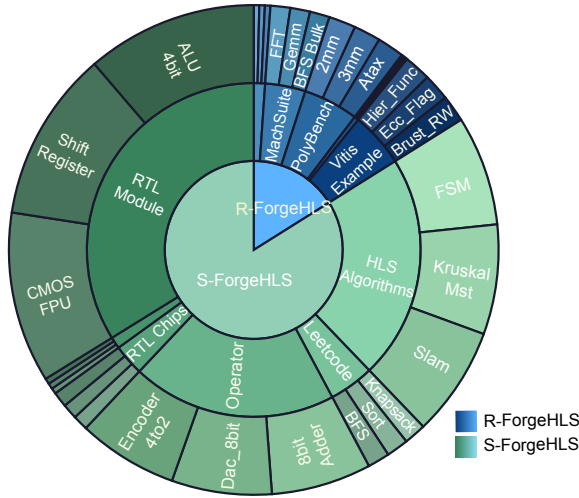 FFT
Gemm
BFS Bulk
2mm
3mm
Atax
Hier_Func
Ecc_Flag
Brust_RW
MachSuite
PolyBench
Vitis
Example
R-ForgeHLS
S-ForgeHLS
ALU
4bit
Shift
Register
CMOS
FPU
RTL
Module
RTL Chips
Operator
Leetcode
HLS
Algorithms
FSM
Kruskal
Mst
Slam
Knapsack
Sort
BFS
8bit
Adder
Dac_8bit
Encoder
4to2
R-ForgeHLS
S-ForgeHLS